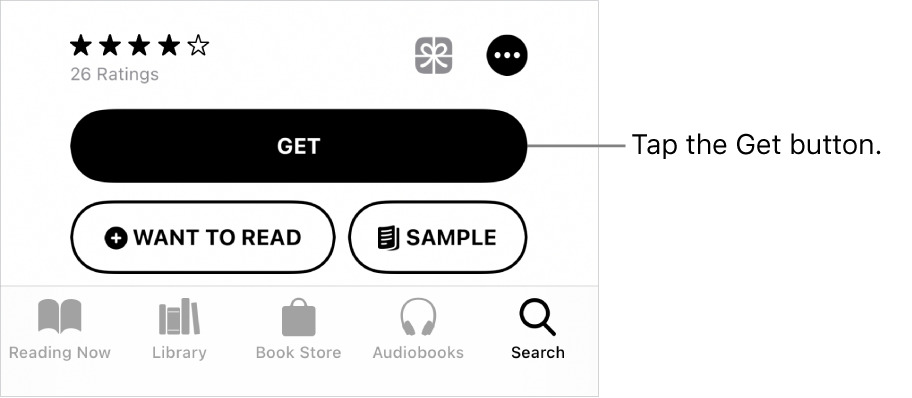 26 Ratings
GET
Tap the Get button.
WANT TO READ
SAMPLE
Reading Now
Library
Book Store
Audiobooks
Search